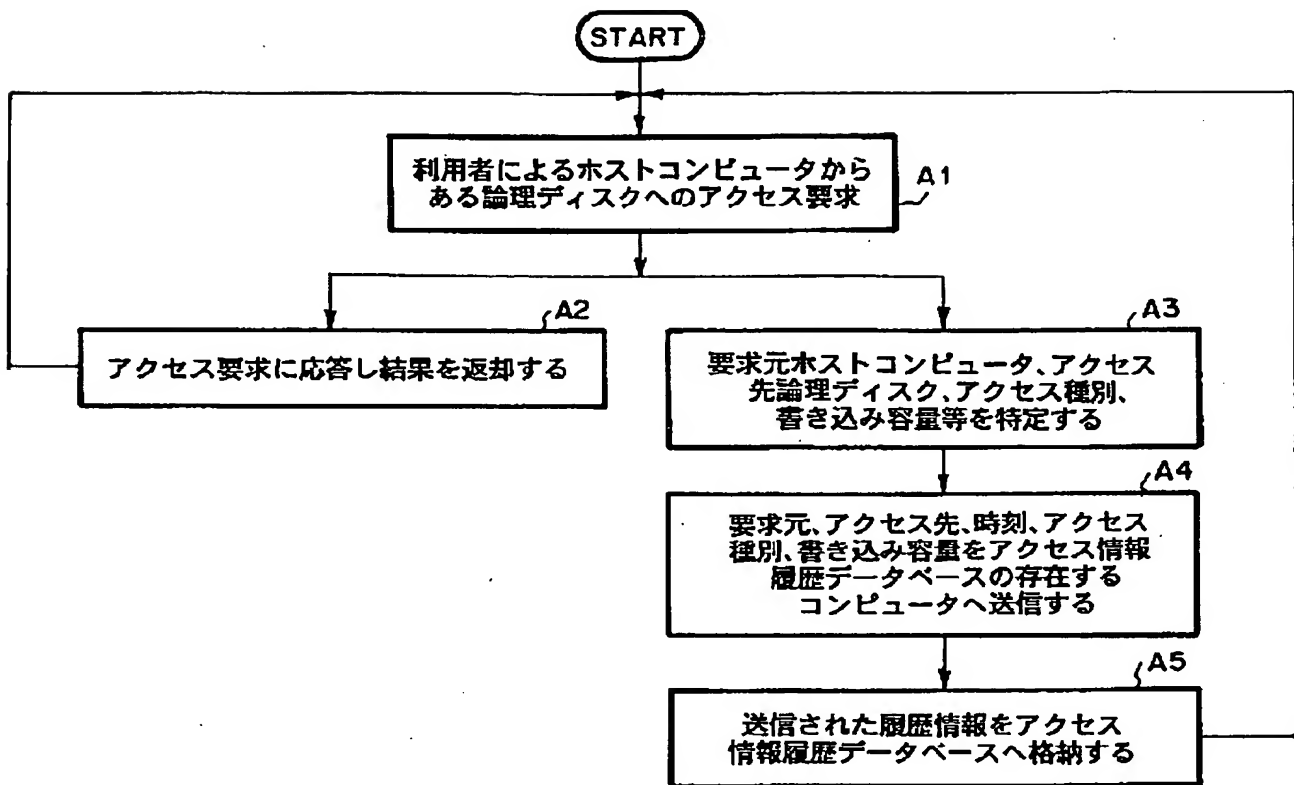 START
利用者によるホストコンピュータから
ある論理ディスクへのアクセス要求
A1
A2
アクセス要求に応答し結果を返却する
A3
要求元ホストコンピュータ、アクセス
先論理ディスク、アクセス種別、
書き込み容量等を特定する
A4
要求元、アクセス先、時刻、アクセス
種別、書き込み容量をアクセス情報
履歴データベースの存在する
コンピュータへ送信する
A5
送信された履歴情報をアクセス
情報履歴データベースへ格納する